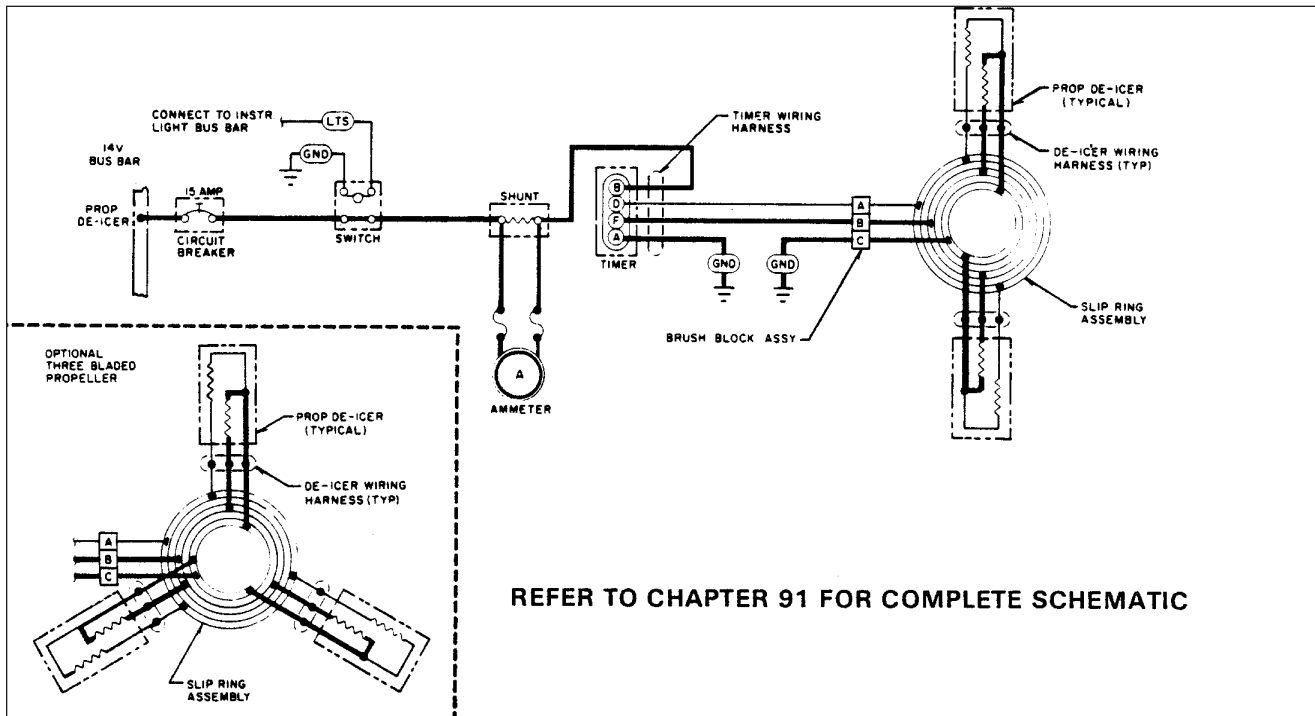 CONNECT TO INSTR
LIGHT BUS BAR
LTS
GND
14V
BUS BAR
PROP
DE-ICER
15 AMP
CIRCUIT
BREAKER
SWITCH
SHUNT
A
AMMETER
TIMER WIRING
HARNESS
B
D
F
A
TIMER
GND
GND
A
B
C
BRUSH BLOCK ASSY
PROP DE-ICER
(TYPICAL)
DE-ICER WIRING
HARNESS (TYP)
SLIP RING
ASSEMBLY
OPTIONAL
THREE BLADED
PROPELLER
PROP DE-ICER
(TYPICAL)
DE-ICER WIRING
HARNESS (TYP)
A
B
C
SLIP RING
ASSEMBLY
REFER TO CHAPTER 91 FOR COMPLETE SCHEMATIC